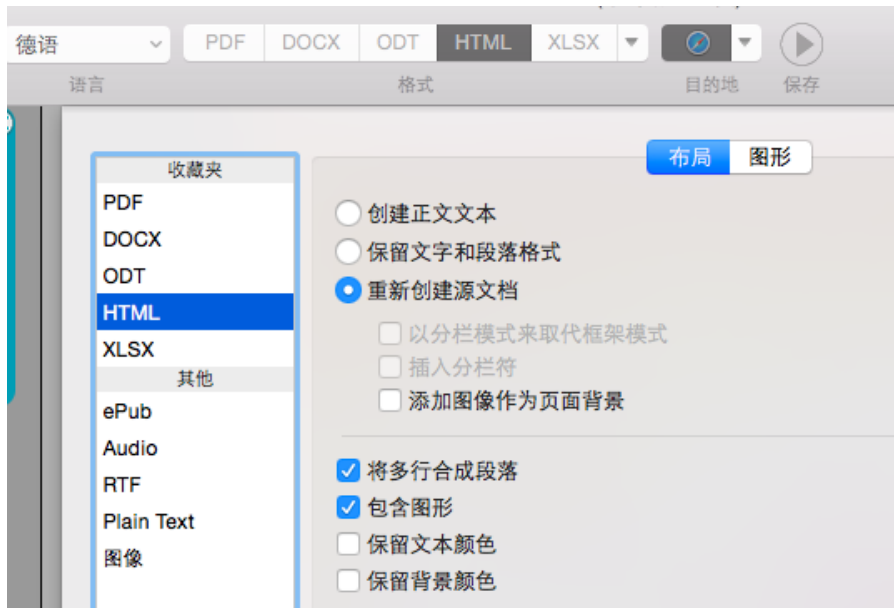 德语
PDF DOCX ODT HTML XLSX
语言 格式 目的地 保存
布局 图形
收藏夹
PDF
DOCX
ODT
HTML
XLSX
其他
ePub
Audio
RTF
Plain Text
图像
创建正文文本
保留文字和段落格式
重新创建源文档
以分栏模式来取代框架模式
插入分栏符
添加图像作为页面背景
将多行合成段落
包含图形
保留文本颜色
保留背景颜色